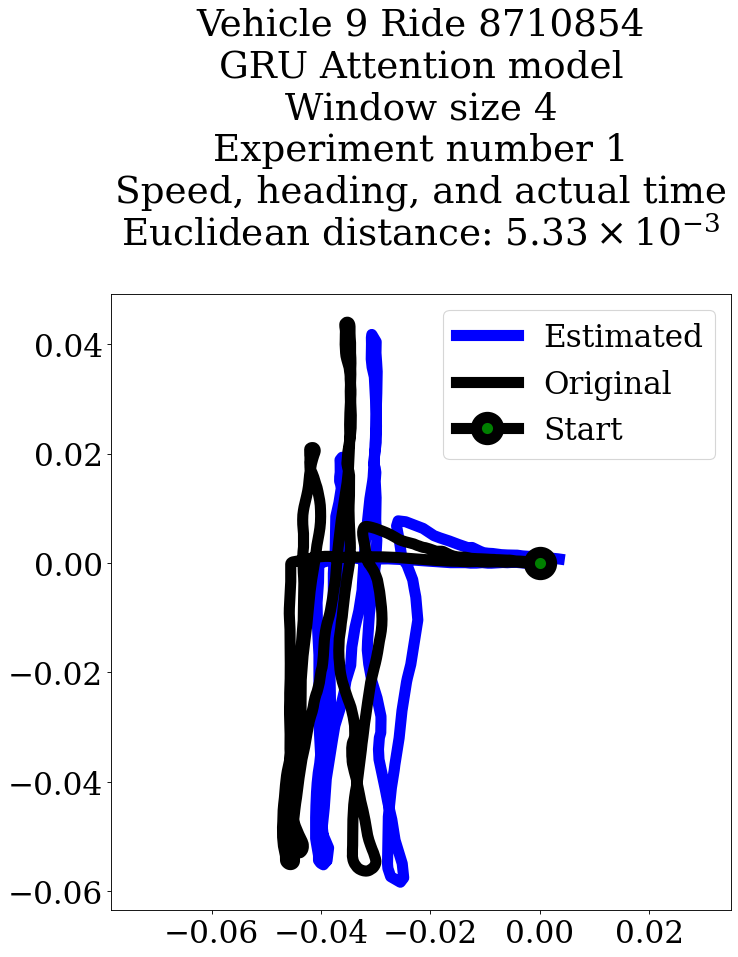 Vehicle 9 Ride 8710854
GRU Attention model
Window size 4
Experiment number 1
Speed, heading, and actual time
Euclidean distance: 5.33 × 10⁻³
Estimated
Original
Start
0.04
0.02
0.00
−0.02
−0.04
−0.06
−0.06 −0.04 −0.02 0.00 0.02